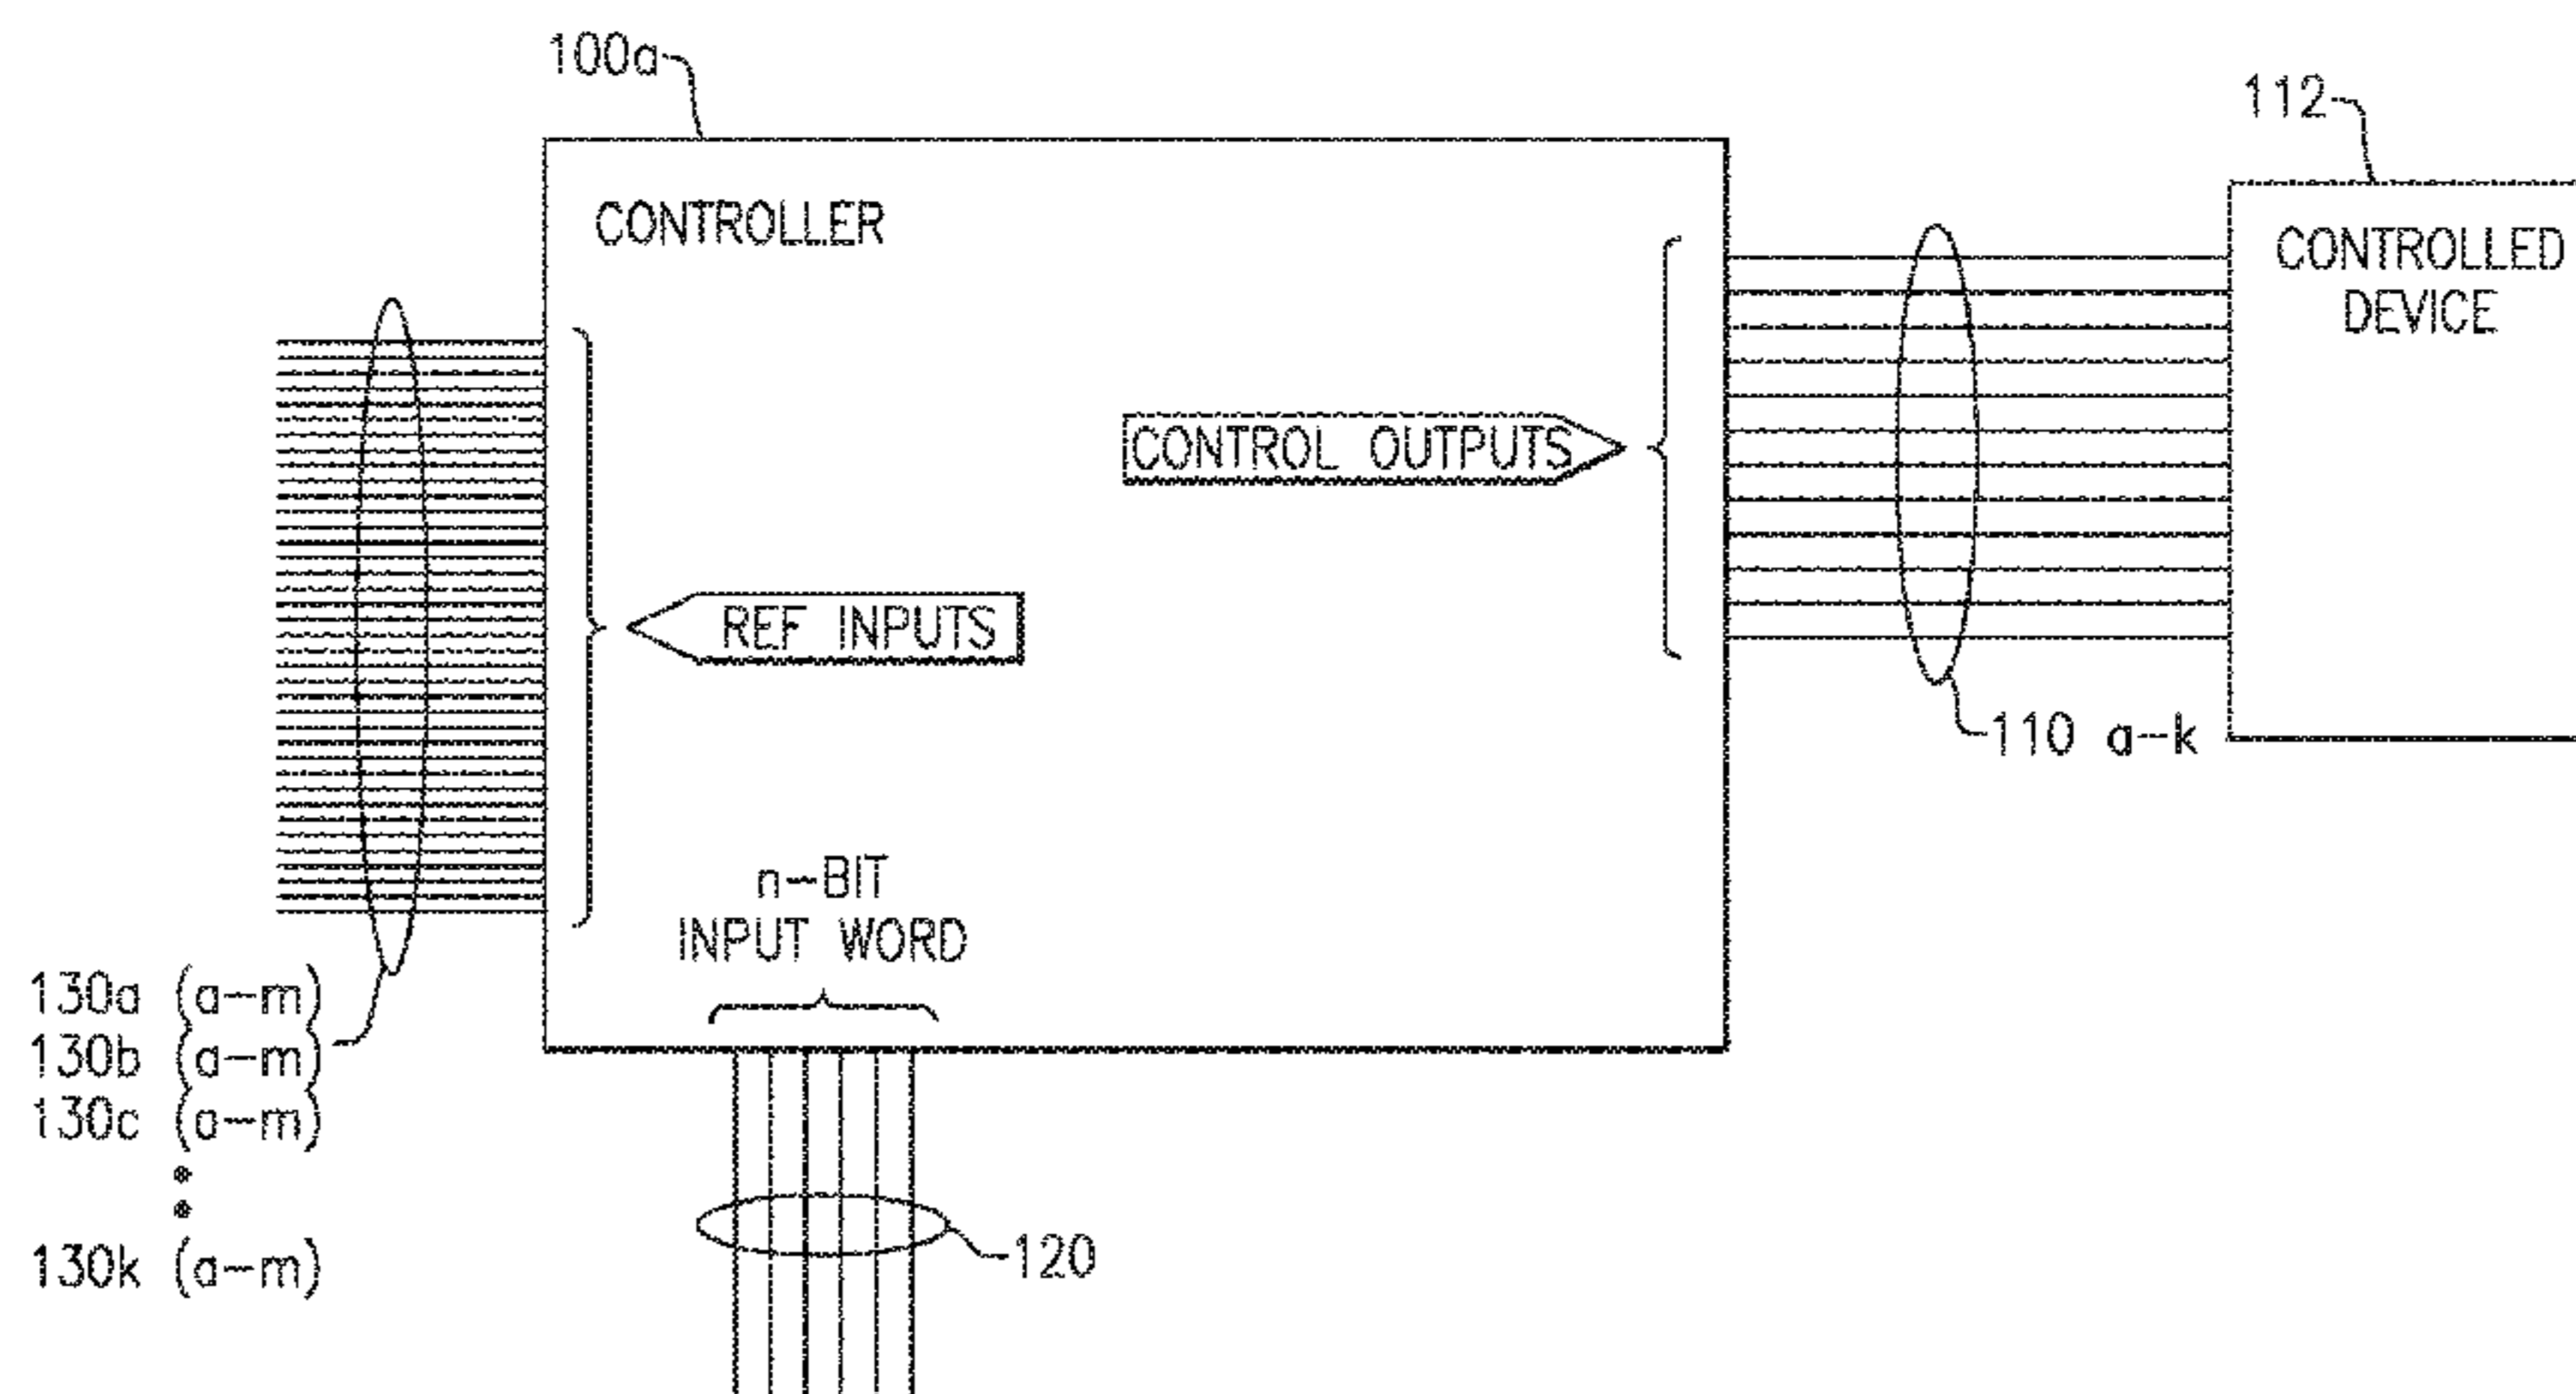 100a
112
CONTROLLER
CONTROLLED
DEVICE
CONTROL OUTPUTS
REF INPUTS
110 a-k
n-BIT
INPUT WORD
130a (a-m)
130b (a-m)
130c (a-m)
130k (a-m)
120